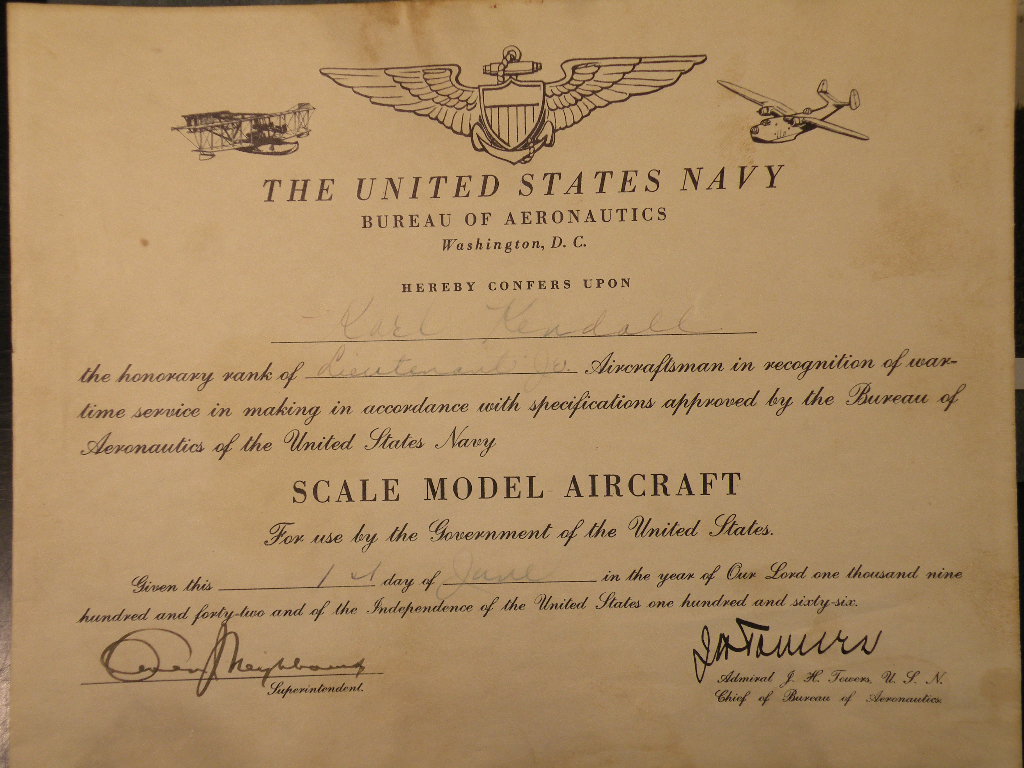 THE UNITED STATES NAVY
BUREAU OF AERONAUTICS
Washington, D. C.
HEREBY CONFERS UPON
Karl Kendall
the honorary rank of Lieutenant Jr. Aircraftsman in recognition of war-
time service in making in accordance with specifications approved by the Bureau of
Aeronautics of the United States Navy
SCALE MODEL AIRCRAFT
For use by the Government of the United States.
Given this 1st day of June in the year of Our Lord one thousand nine
hundred and forty-two and of the Independence of the United States one hundred and sixty-six.
JH Towers
Superintendent.
Admiral J. H. Towers, U. S. N.
Chief of Bureau of Aeronautics.